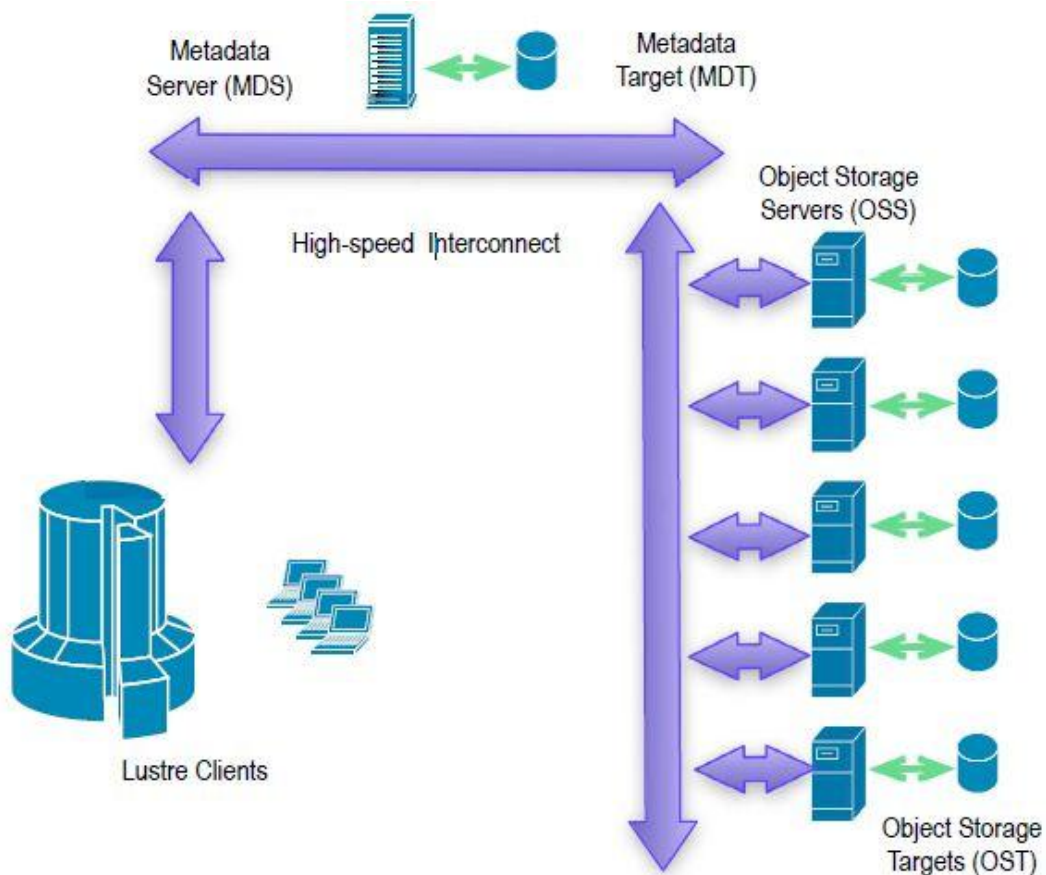 Metadata
Server (MDS)
Metadata
Target (MDT)
Object Storage
Servers (OSS)
High-speed Interconnect
Lustre Clients
Object Storage
Targets (OST)